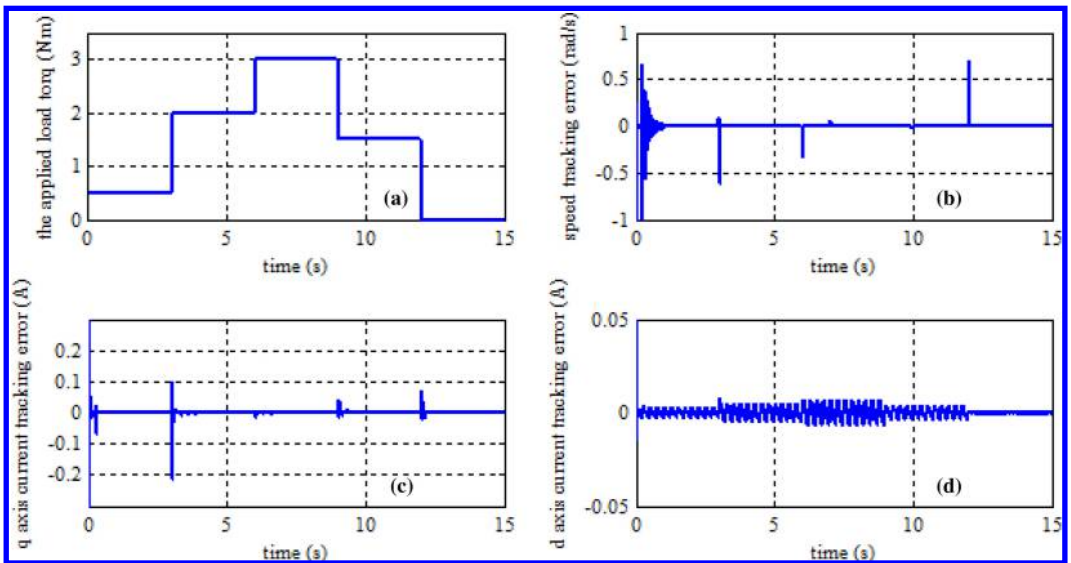 the applied load torq (Nm)
3
2
1
0
0
5
10
15
time (s)
(a)
speed tracking error (rad/s)
1
0.5
0
-0.5
-1
0
5
10
15
time (s)
(b)
q axis current tracking error (A)
0.2
0.1
0
-0.1
-0.2
0
5
10
15
time (s)
(c)
d axis current tracking error (A)
0.05
0
-0.05
0
5
10
15
time (s)
(d)